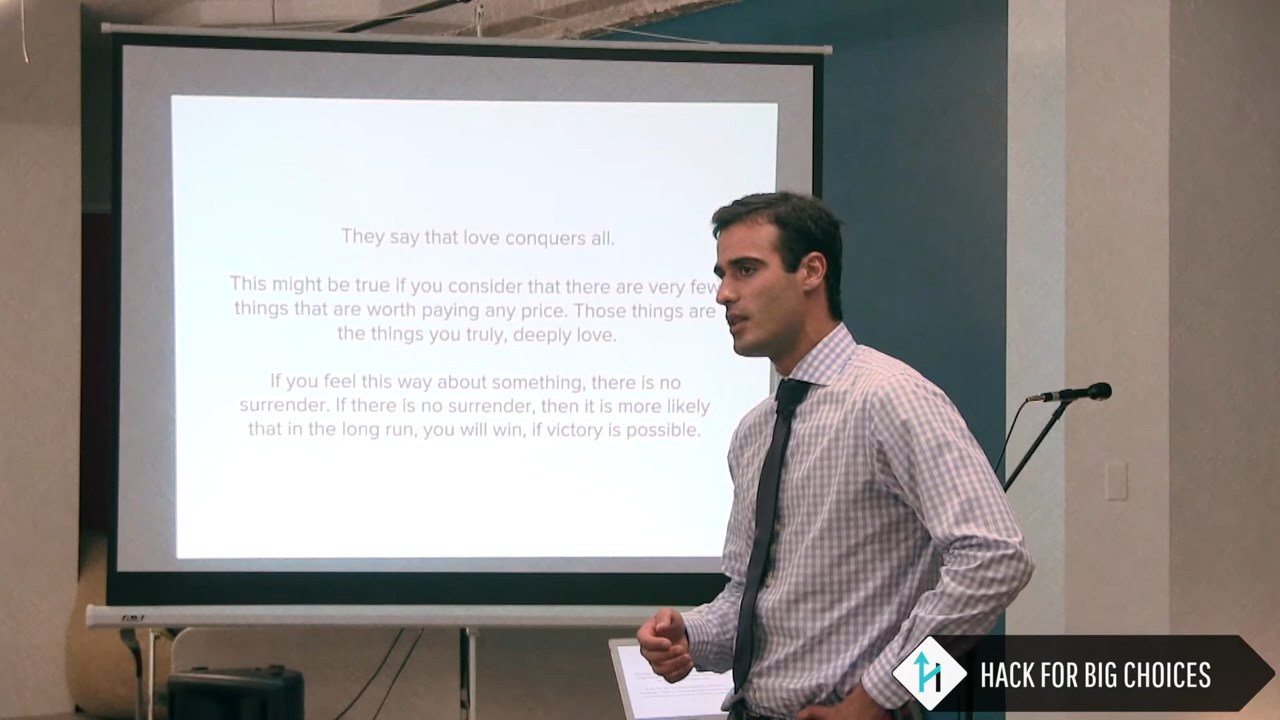 They say that love conquers all.
This might be true if you consider that there are very few
things that are worth paying any price. Those things are
the things you truly, deeply love.
If you feel this way about something, there is no
surrender. If there is no surrender, then it is more likely
that in the long run, you will win, if victory is possible.
HACK FOR BIG CHOICES